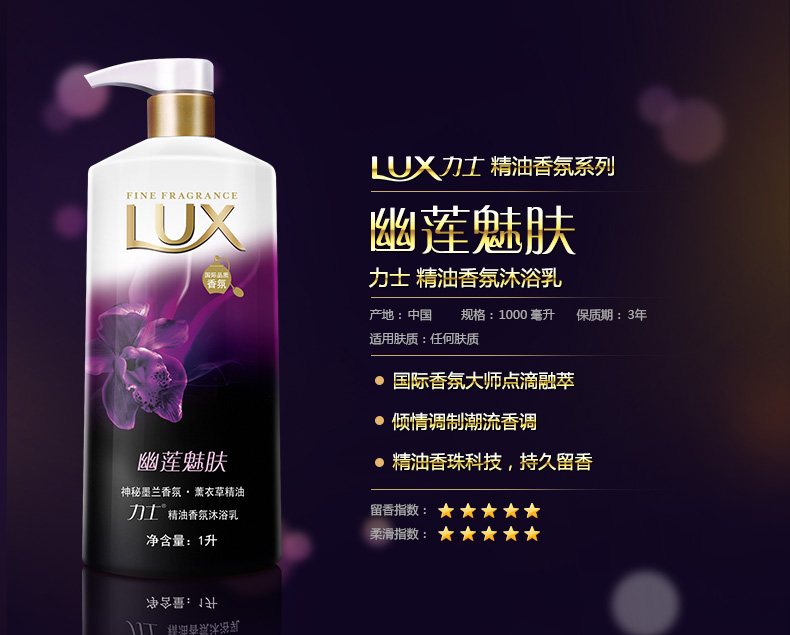 FINE FRAGRANCE
LUX
国际品质
香氛
幽莲魅肤
神秘墨兰香氛·薰衣草精油
力士® 精油香氛沐浴乳
净含量：1升
LUX力士 精油香氛系列
幽莲魅肤
力士 精油香氛沐浴乳
产地：中国 规格：1000 毫升 保质期：3年
适用肤质：任何肤质
国际香氛大师点滴融萃
倾情调制潮流香调
精油香珠科技，持久留香
留香指数：
柔滑指数：